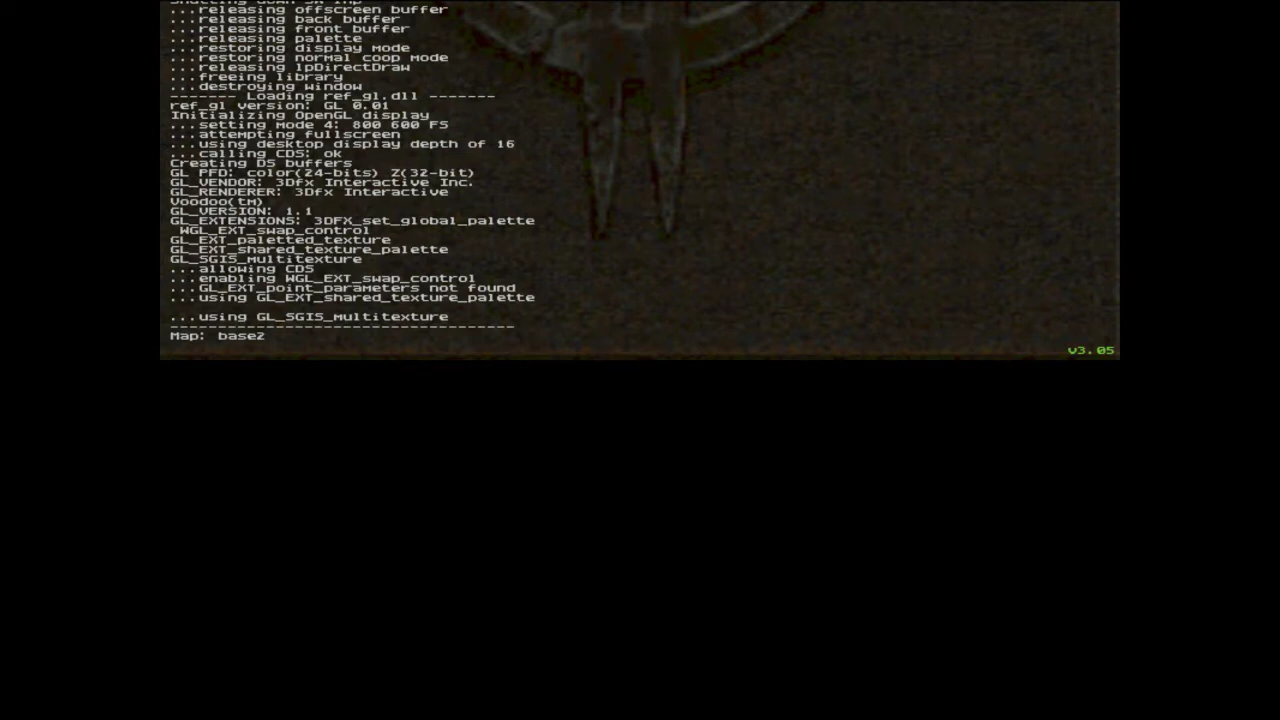 ...releasing offscreen buffer
...releasing back buffer
...releasing front buffer
...releasing palette
...restoring display mode
...restoring normal coop mode
...releasing lpDirectDraw
...freeing library
...destroying window
------- Loading ref_gl.dll -------
ref_gl version: GL 0.01
Initializing OpenGL display
...setting mode 4: 800 600 FS
...attempting fullscreen
...using desktop display depth of 16
...calling CDS: ok
Creating DS buffers
GL PFD: color(24-bits) Z(32-bit)
GL_VENDOR: 3Dfx Interactive Inc.
GL_RENDERER: 3Dfx Interactive
Voodoo(tm)
GL_VERSION: 1.1
GL_EXTENSIONS: 3DFX_set_global_palette
WGL_EXT_swap_control
GL_EXT_paletted_texture
GL_EXT_shared_texture_palette
GL_SGIS_multitexture
...allowing CDS
...enabling WGL_EXT_swap_control
...GL_EXT_point_parameters not found
...using GL_EXT_shared_texture_palette
...using GL_SGIS_multitexture
------------------------------------
Map: base2
v3.05